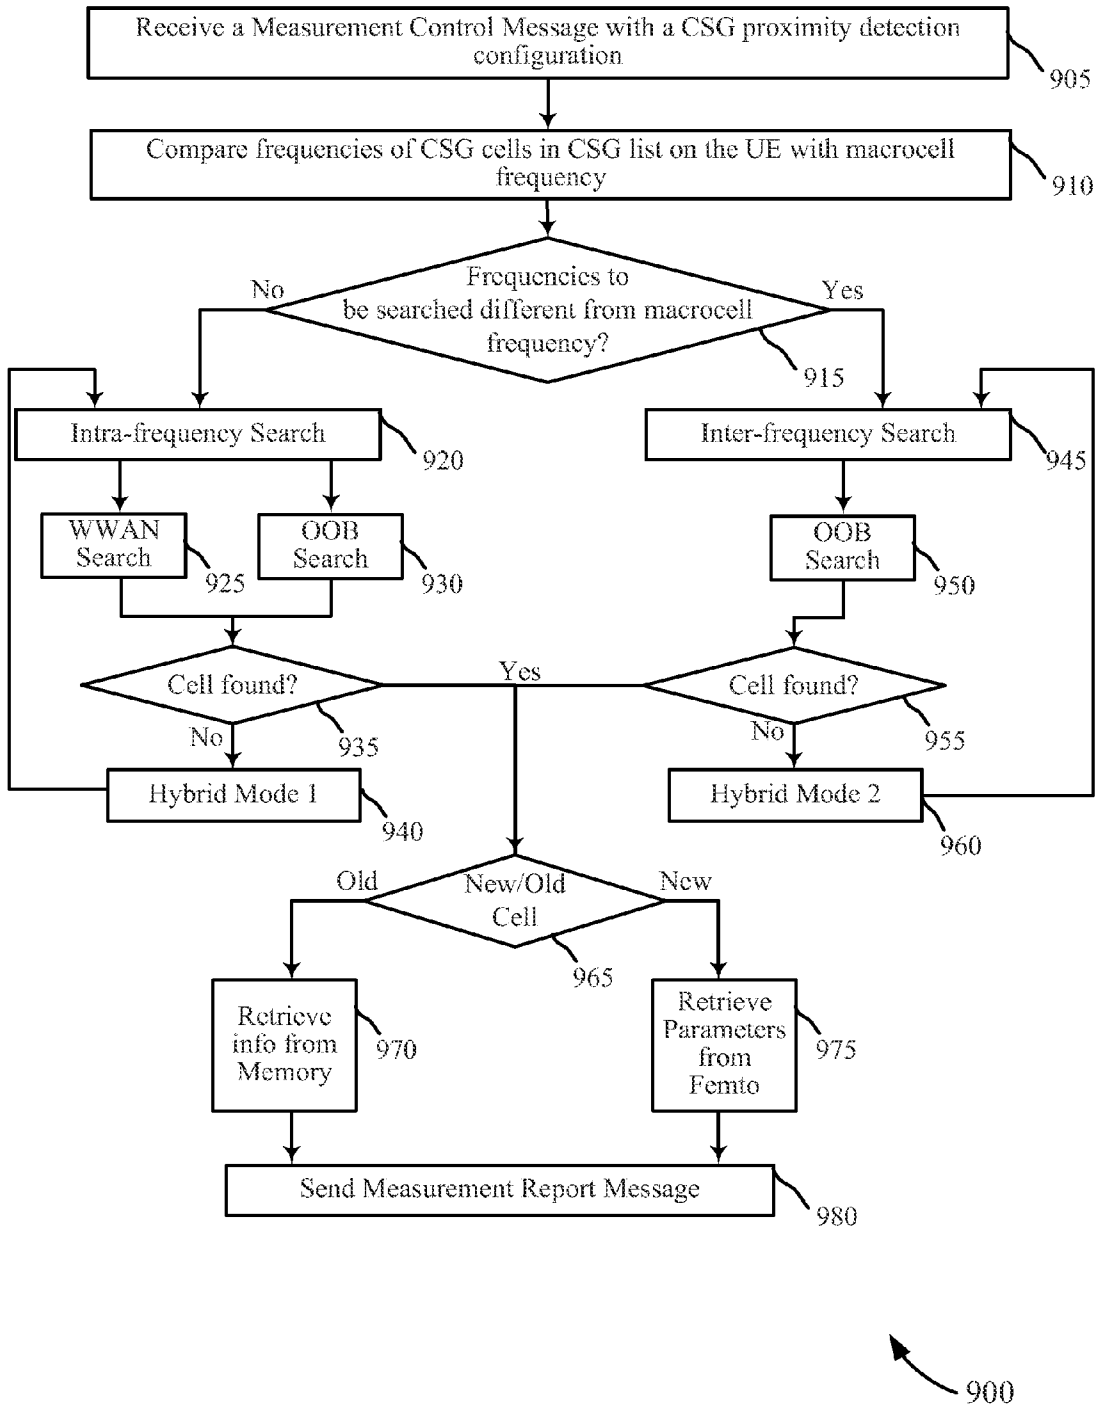 Receive a Measurement Control Message with a CSG proximity detection
configuration
905
Compare frequencies of CSG cells in CSG list on the UE with macrocell
frequency
910
Frequencies to
be searched different from macrocell
frequency?
No
Yes
915
Intra-frequency Search
920
Inter-frequency Search
945
WWAN
Search
925
OOB
Search
930
OOB
Search
950
Cell found?
935
Yes
Cell found?
955
No
No
Hybrid Mode 1
940
Hybrid Mode 2
960
Old
New/Old
Cell
New
965
Retrieve
info from
Memory
970
Retrieve
Parameters
from
Femto
975
Send Measurement Report Message
980
900